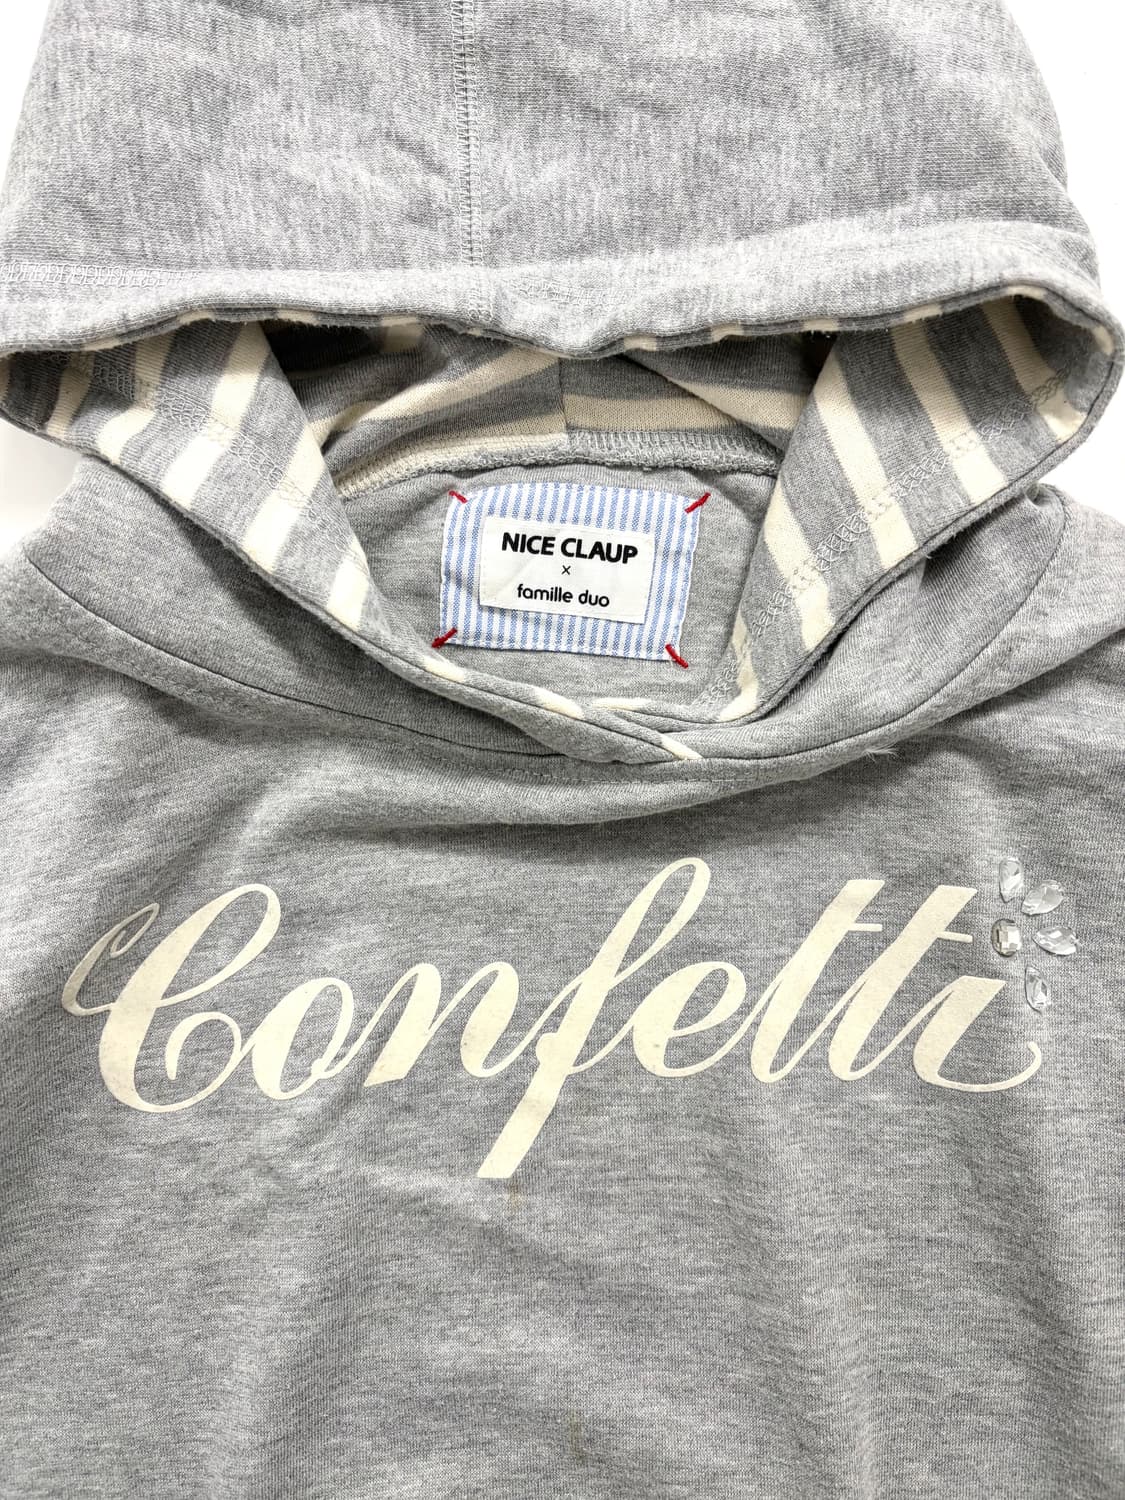 NICE CLAUP
×
famille duo
Confetti